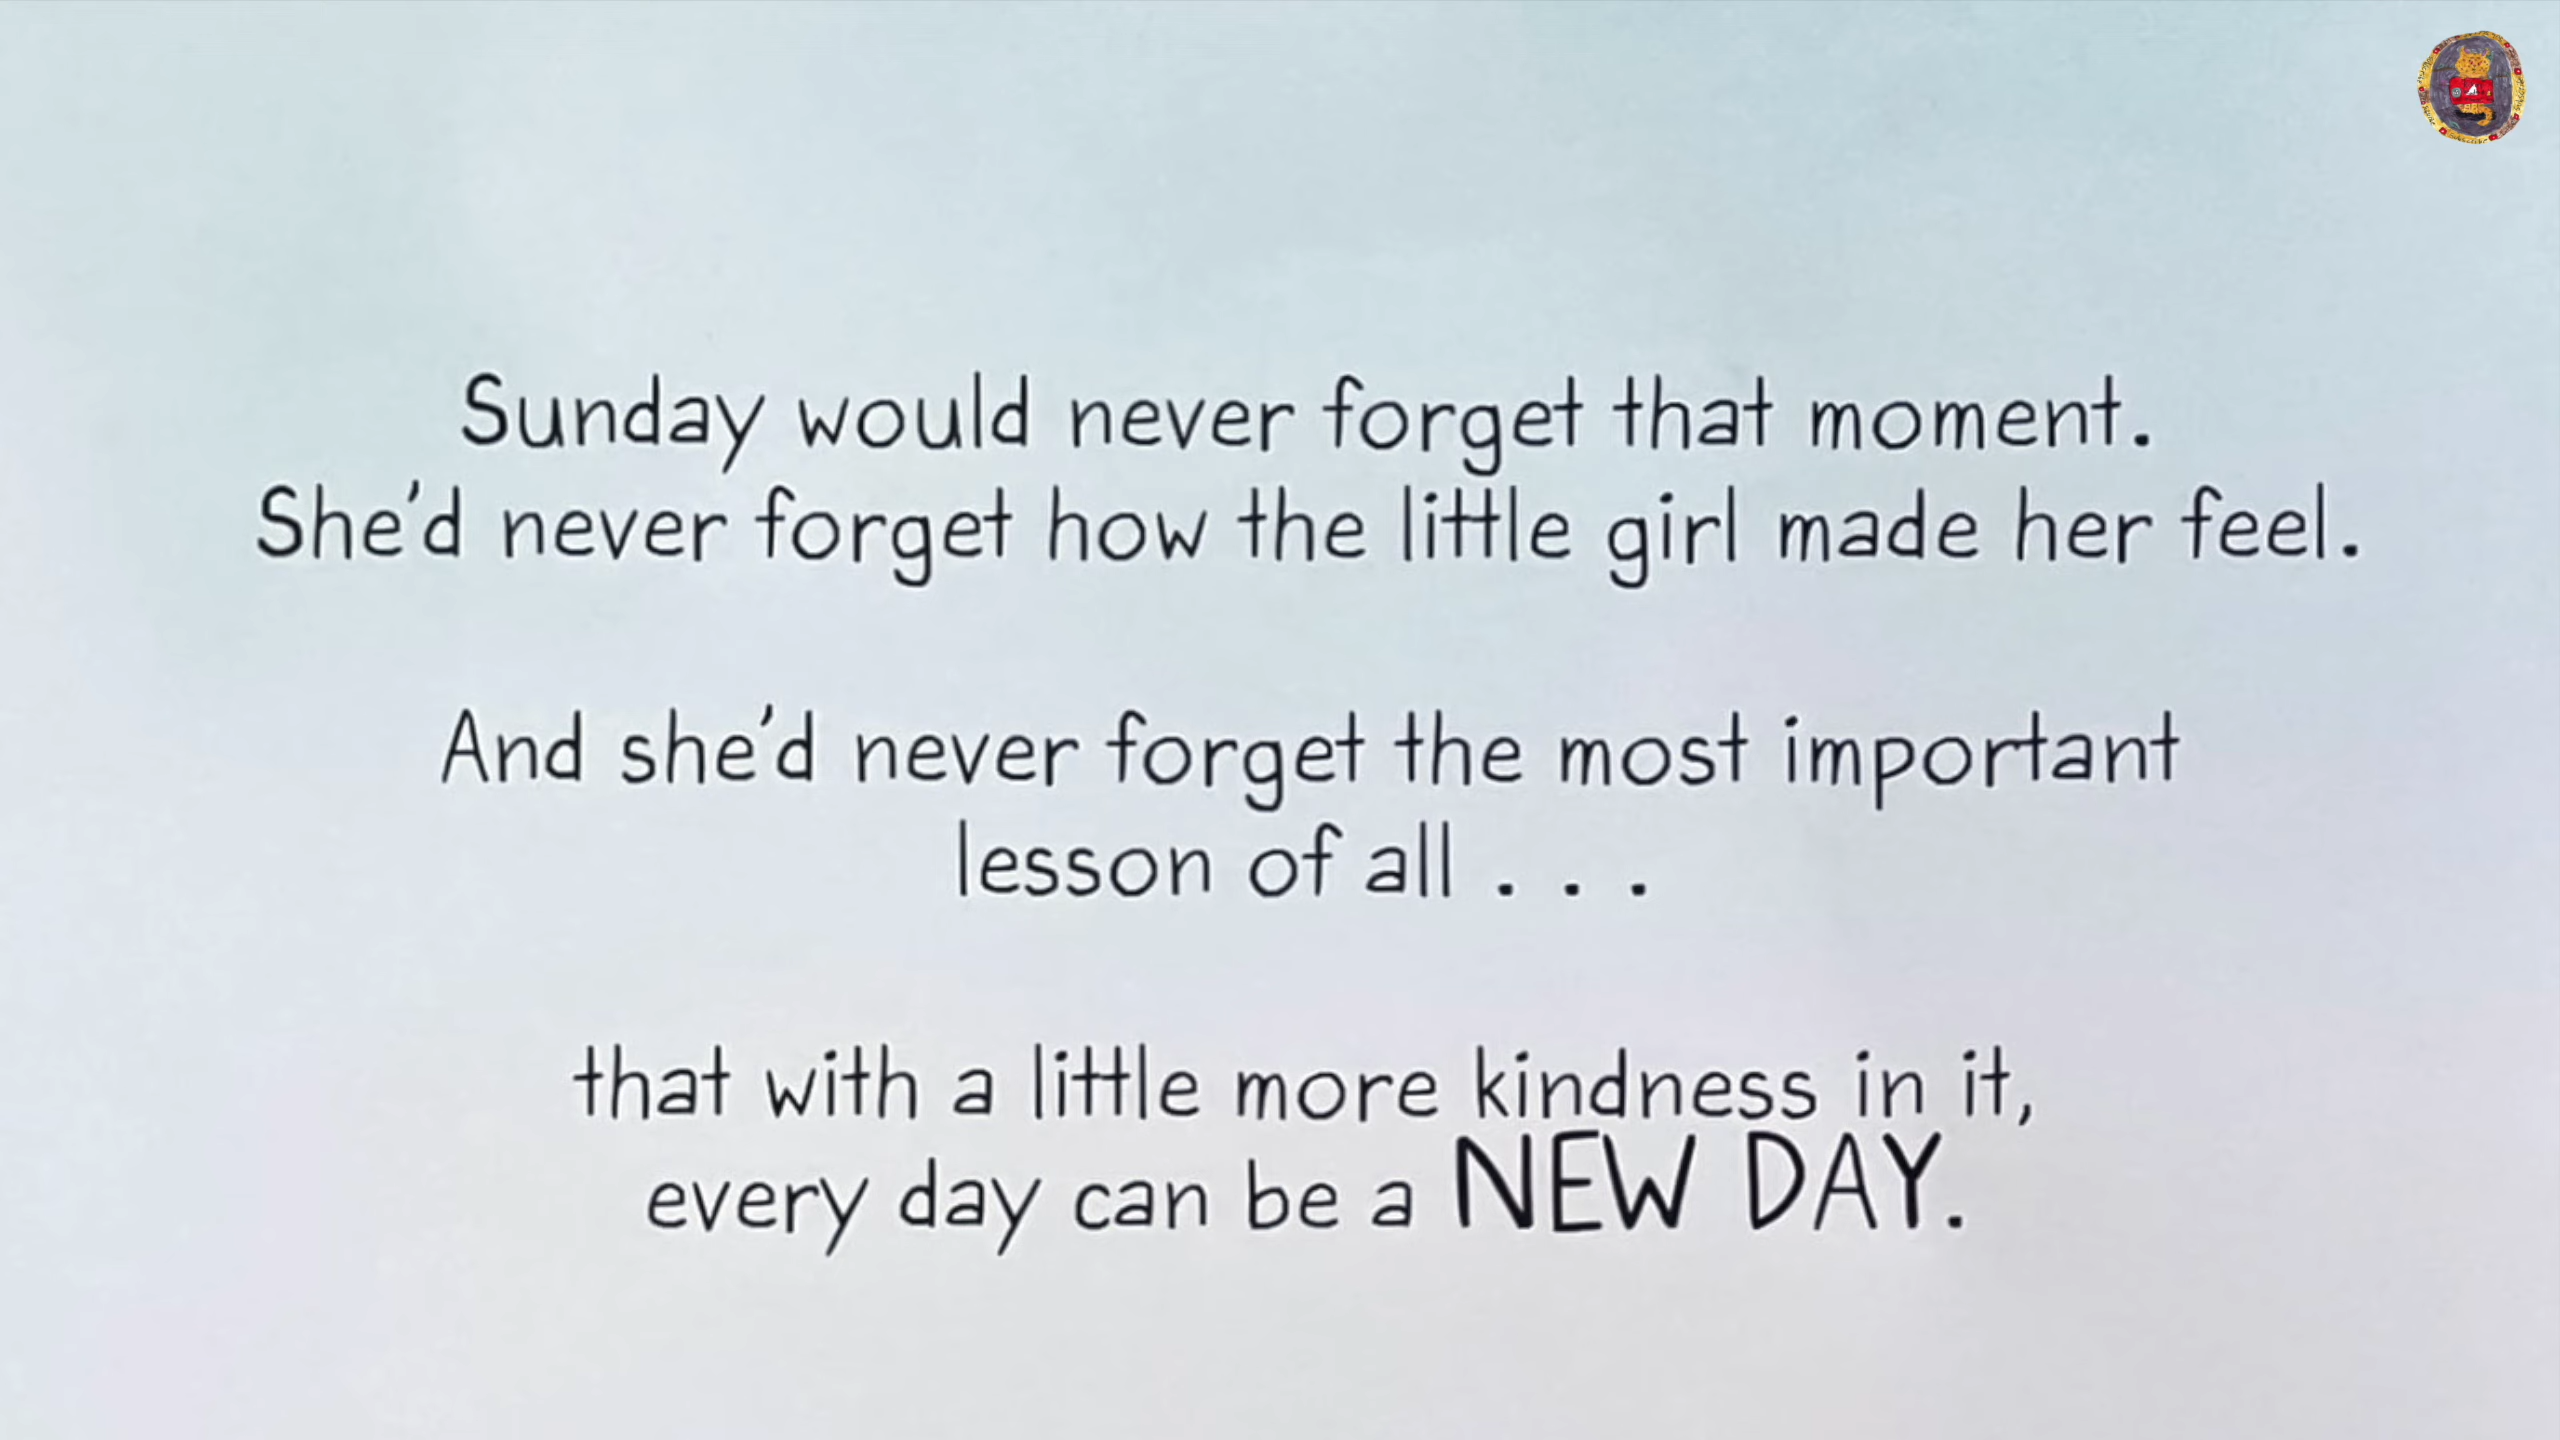 Sunday would never forget that moment.
She'd never forget how the little girl made her feel.
And she'd never forget the most important
lesson of all . . .
that with a little more kindness in it,
every day can be a NEW DAY.